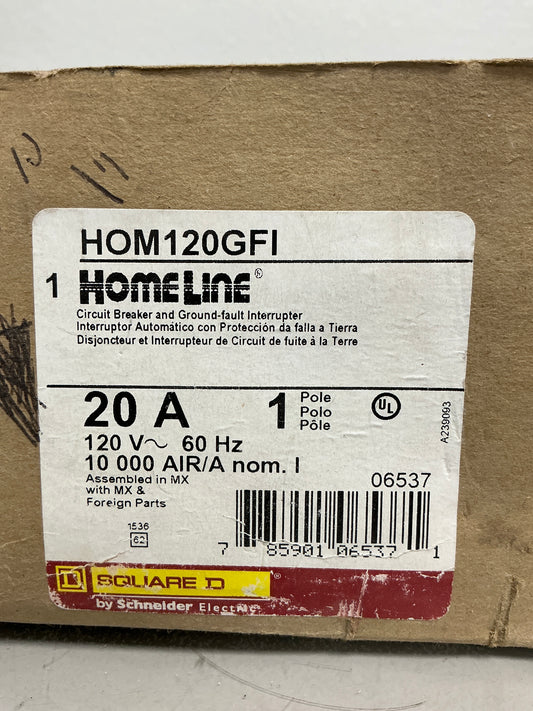 HOM120GFI
1 HOMELINE®
Circuit Breaker and Ground-fault Interrupter
Interruptor Automático con Protección da falla a Tierra
Disjoncteur et Interrupteur de Circuit de fuite à la Terre
20 A
1 Pole
Polo
Pôle
UL
A239093
120 V~ 60 Hz
10 000 AIR/A nom. I
Assembled in MX
with MX &
Foreign Parts
06537
1536
62
7 85901 06537 1
SQUARE D®
by Schneider Electric